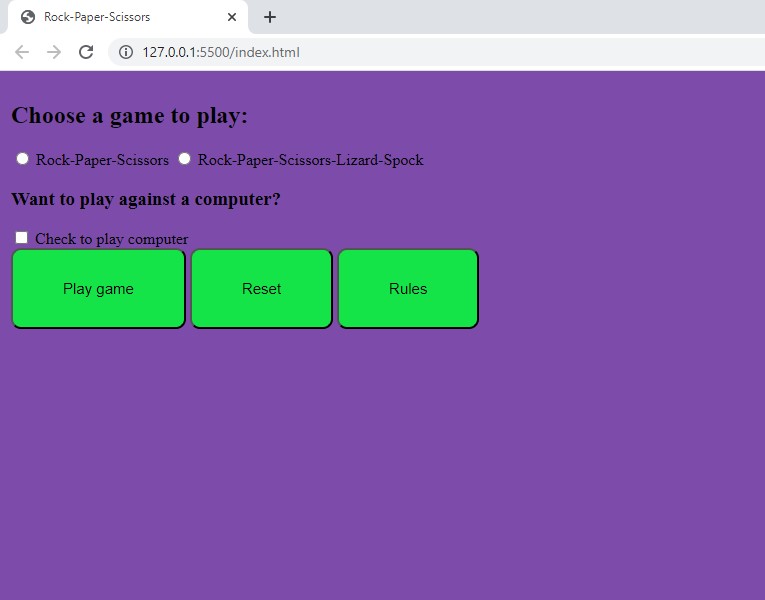 Rock-Paper-Scissors
127.0.0.1:5500/index.html
Choose a game to play:
Rock-Paper-Scissors Rock-Paper-Scissors-Lizard-Spock
Want to play against a computer?
Check to play computer
Play game Reset Rules